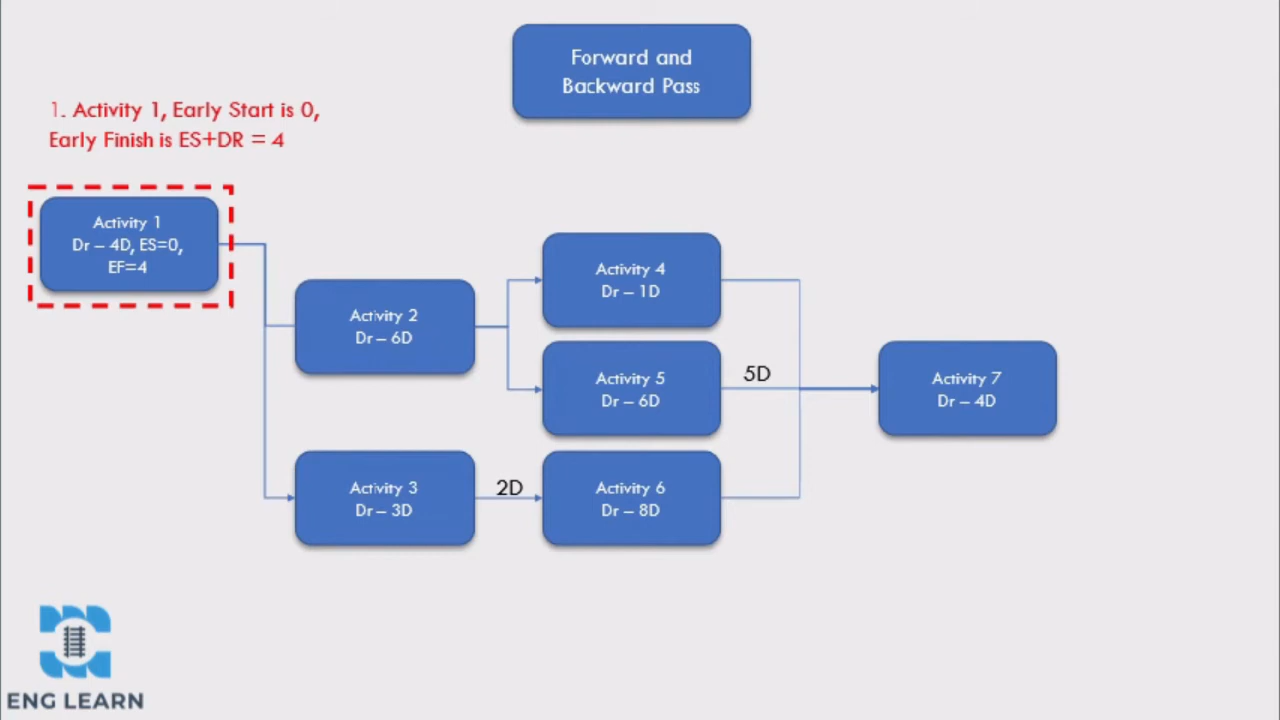 Forward and
Backward Pass
1. Activity 1, Early Start is 0,
Early Finish is ES+DR = 4
Activity 1
Dr – 4D, ES=0,
EF=4
Activity 2
Dr – 6D
Activity 3
Dr – 3D
2D
Activity 4
Dr – 1D
Activity 5
Dr – 6D
Activity 6
Dr – 8D
5D
Activity 7
Dr – 4D
ENG LEARN